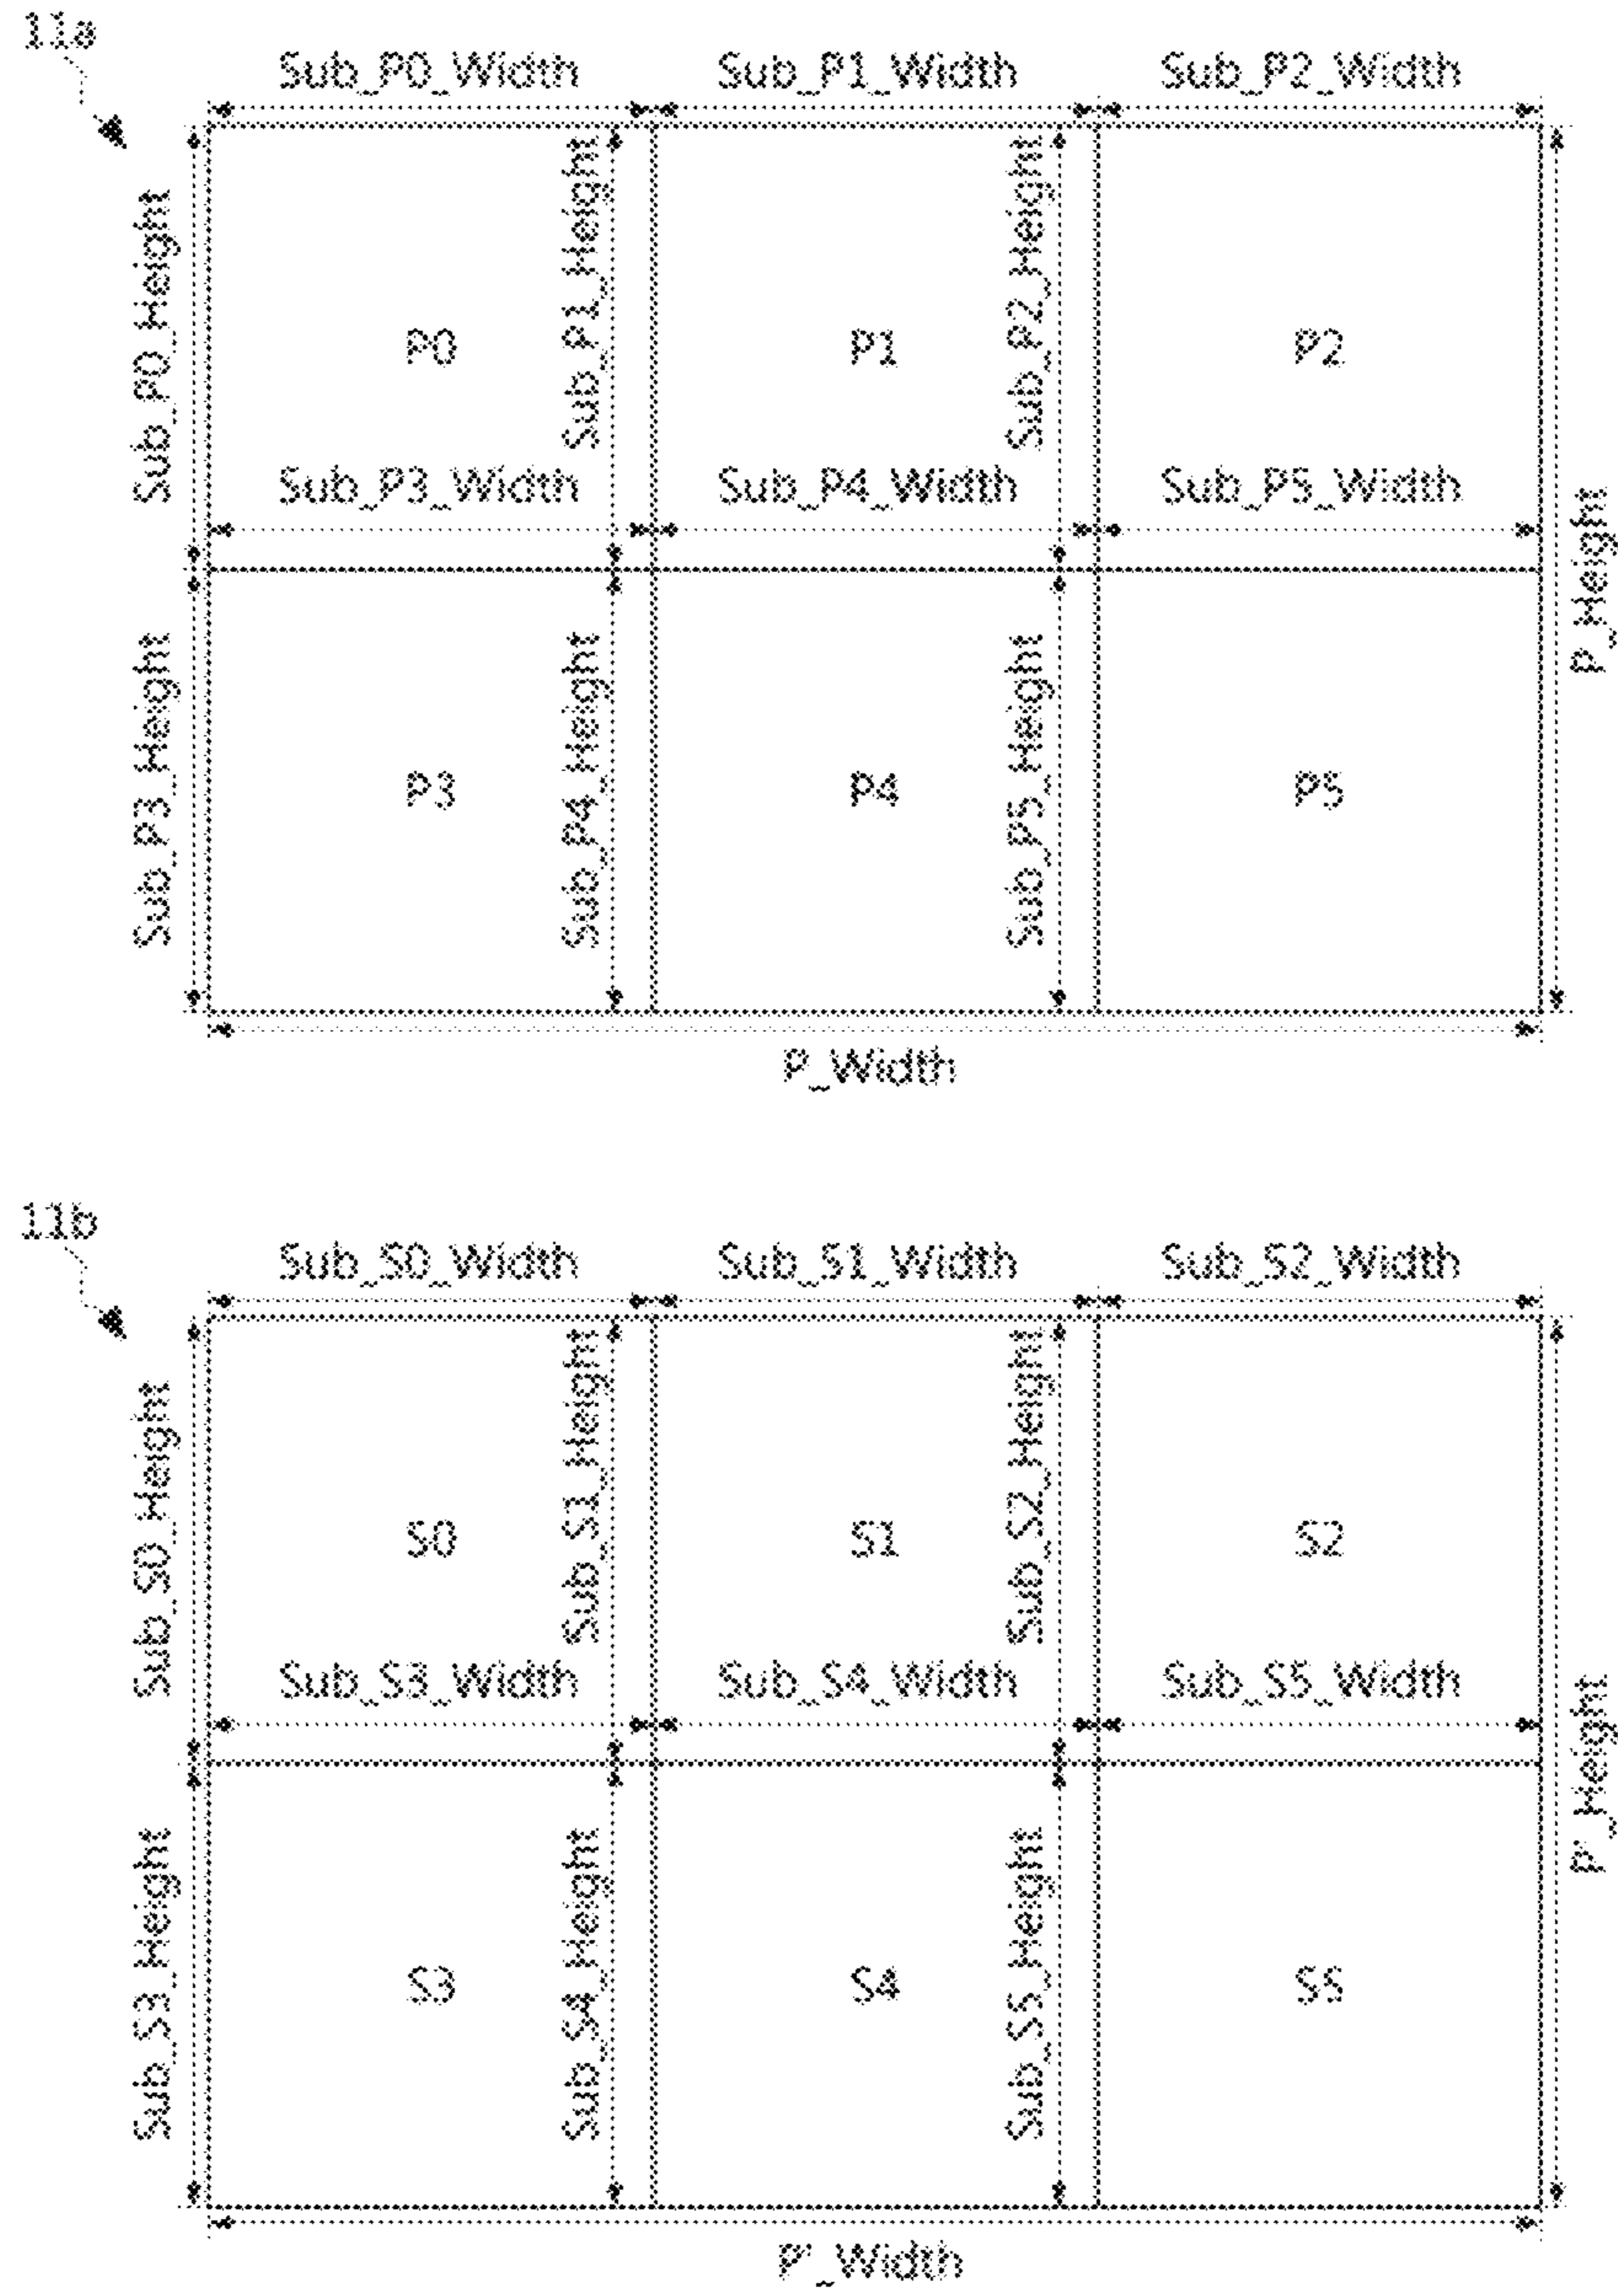 11a
Sub_P0_Width Sub_P1_Width Sub_P2_Width
Sub_P0_Height
Sub_P1_Height
Sub_P2_Height
P0 P1 P2
Sub_P3_Width Sub_P4_Width Sub_P5_Width
P_Height
Sub_P3_Height
Sub_P4_Height
Sub_P5_Height
P3 P4 P5
P_Width
11b
Sub_S0_Width Sub_S1_Width Sub_S2_Width
Sub_S0_Height
Sub_S1_Height
Sub_S2_Height
S0 S1 S2
Sub_S3_Width Sub_S4_Width Sub_S5_Width
P'_Height
Sub_S3_Height
Sub_S4_Height
Sub_S5_Height
S3 S4 S5
P'_Width